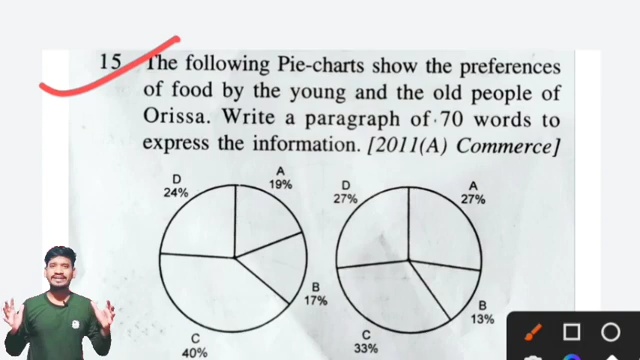 15 The following Pie-charts show the preferences
of food by the young and the old people of
Orissa. Write a paragraph of 70 words to
express the information. [2011(A) Commerce]
D
24%
A
19%
D
27%
A
27%
B
17%
B
13%
C
40%
C
33%